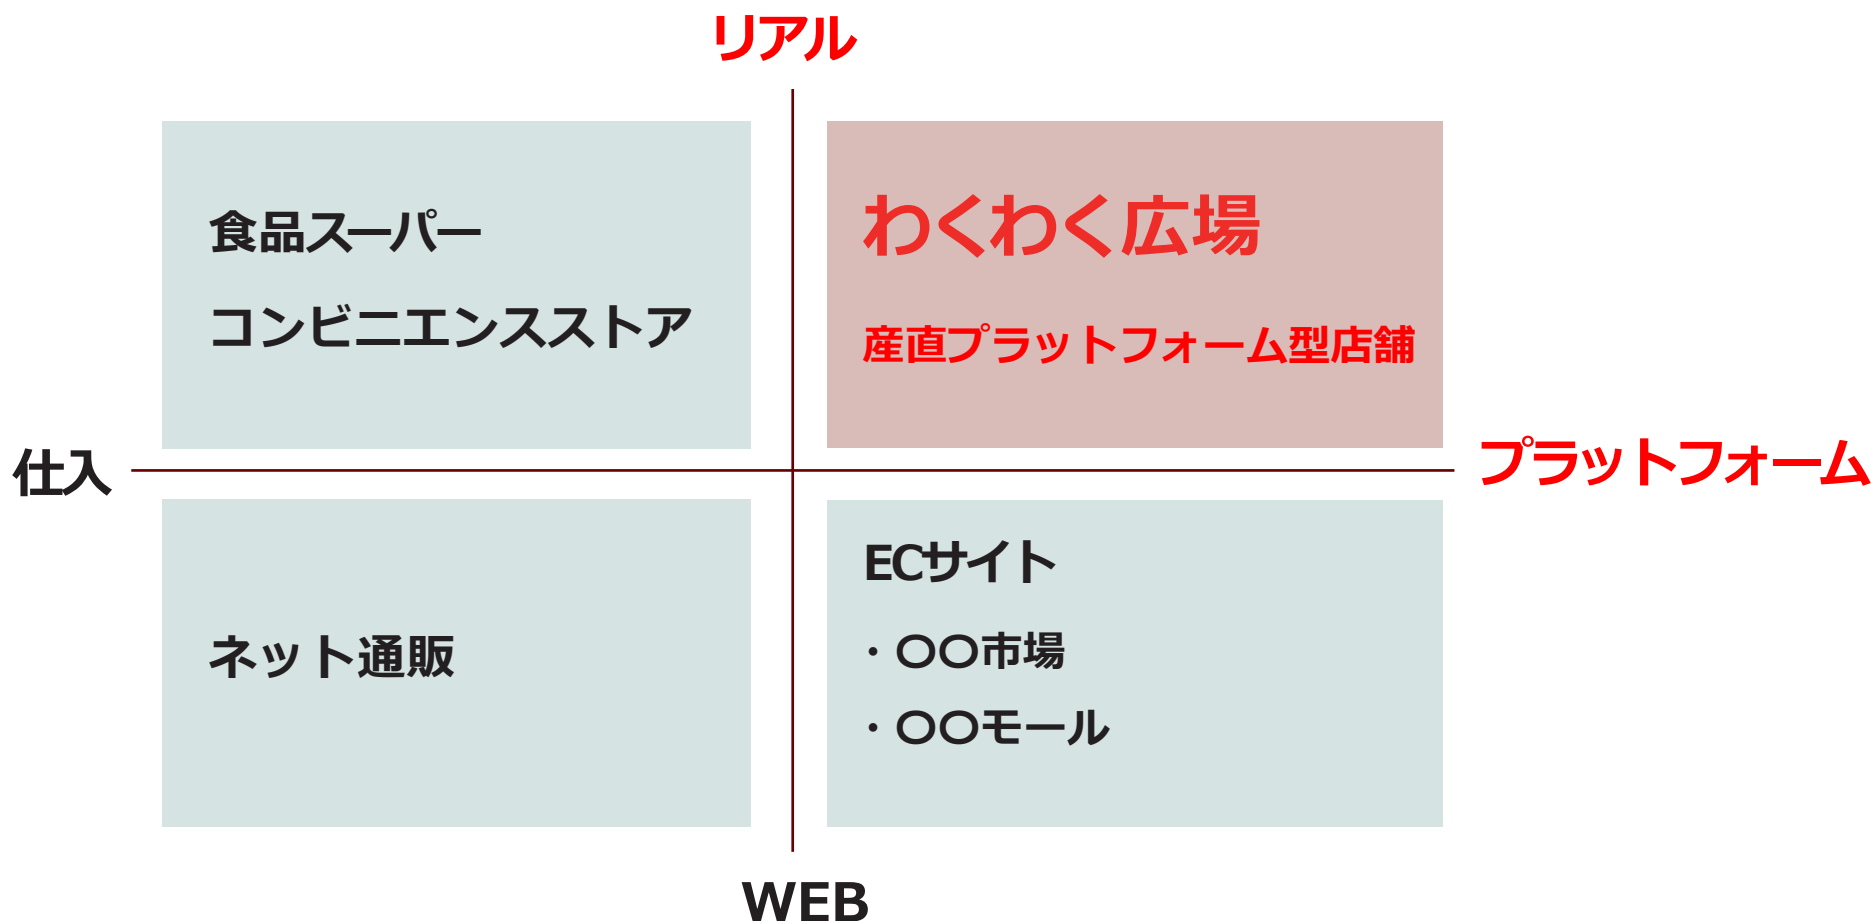 リアル
食品スーパー
コンビニエンスストア
わくわく広場
産直プラットフォーム型店舗
仕入
プラットフォーム
ネット通販
ECサイト
・〇〇市場
・〇〇モール
WEB